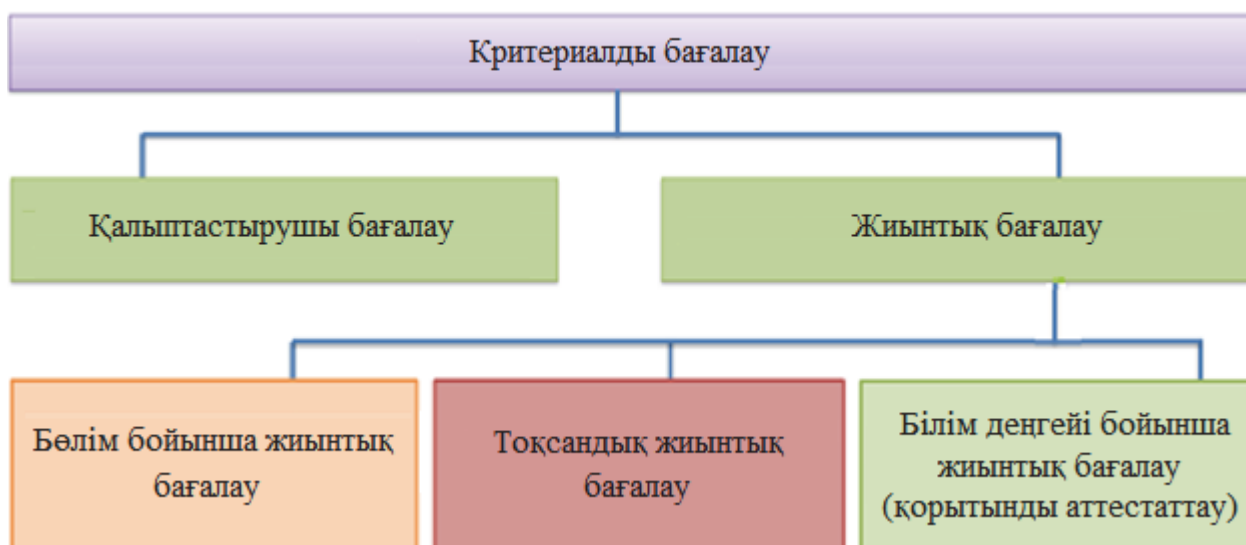 Критериалды бағалау
Қалыптастырушы бағалау
Жиынтық бағалау
Бөлім бойынша жиынтық
бағалау
Тоқсандық жиынтық
бағалау
Білім деңгейі бойынша
жиынтық бағалау
(қорытынды аттестаттау)